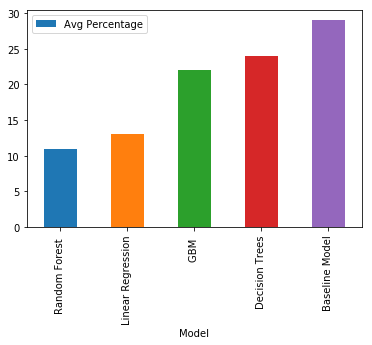 Avg Percentage
30
25
20
15
10
5
0
Random Forest
Linear Regression
GBM
Decision Trees
Baseline Model
Model